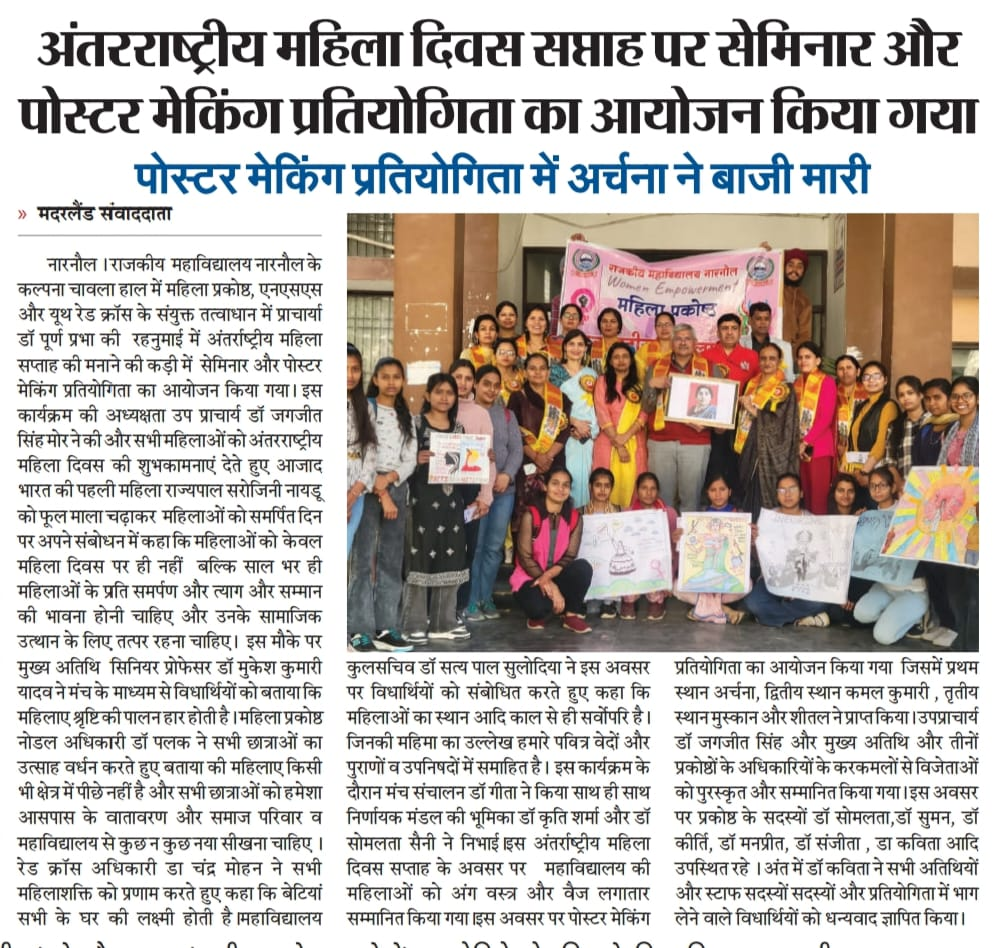 अंतरराष्ट्रीय महिला दिवस सप्ताह पर सेमिनार और
पोस्टर मेकिंग प्रतियोगिता का आयोजन किया गया
पोस्टर मेकिंग प्रतियोगिता में अर्चना ने बाजी मारी
» मदरलैंड संवाददाता
नारनौल । राजकीय महाविद्यालय नारनौल के
कल्पना चावला हाल में महिला प्रकोष्ठ, एनएसएस
और यूथ रेड क्रॉस के संयुक्त तत्वाधान में प्राचार्या
डॉ पूर्ण प्रभा की रहनुमाई में अंतर्राष्ट्रीय महिला
सप्ताह की मनाने की कड़ी में सेमिनार और पोस्टर
मेकिंग प्रतियोगिता का आयोजन किया गया। इस
कार्यक्रम की अध्यक्षता उप प्राचार्य डॉ जगजीत
सिंह मोर ने की और सभी महिलाओं को अंतरराष्ट्रीय
महिला दिवस की शुभकामनाएं देते हुए आजाद
भारत की पहली महिला राज्यपाल सरोजिनी नायडू
को फूल माला चढ़ाकर महिलाओं को समर्पित दिन
पर अपने संबोधन में कहा कि महिलाओं को केवल
महिला दिवस पर ही नहीं बल्कि साल भर ही
महिलाओं के प्रति समर्पण और त्याग और सम्मान
की भावना होनी चाहिए और उनके सामाजिक
उत्थान के लिए तत्पर रहना चाहिए। इस मौके पर
मुख्य अतिथि सिनियर प्रोफेसर डॉ मुकेश कुमारी
यादव ने मंच के माध्यम से विधार्थियों को बताया कि
महिलाए श्रृष्टि की पालन हार होती है। महिला प्रकोष्ठ
नोडल अधिकारी डॉ पलक ने सभी छात्राओं का
उत्साह वर्धन करते हुए बताया की महिलाए किसी
भी क्षेत्र में पीछे नहीं है और सभी छात्राओं को हमेशा
आसपास के वातावरण और समाज परिवार व
महाविद्यालय से कुछ न कुछ नया सीखना चाहिए ।
रेड क्रॉस अधिकारी डा चंद्र मोहन ने सभी
महिलाशक्ति को प्रणाम करते हुए कहा कि बेटियां
सभी के घर की लक्ष्मी होती है।महाविद्यालय
राजकीय महाविद्यालय नारनौल
Women Empowerment
महिला प्रकोष्ठ
कुलसचिव डॉ सत्य पाल सुलोदिया ने इस अवसर
पर विधार्थियों को संबोधित करते हुए कहा कि
महिलाओं का स्थान आदि काल से ही सर्वोपरि है।
जिनकी महिमा का उल्लेख हमारे पवित्र वेदों और
पुराणों व उपनिषदों में समाहित है। इस कार्यक्रम के
दौरान मंच संचालन डॉ गीता ने किया साथ ही साथ
निर्णायक मंडल की भूमिका डॉ कृति शर्मा और डॉ
सोमलता सैनी ने निभाई।इस अंतर्राष्ट्रीय महिला
दिवस सप्ताह के अवसर पर महाविद्यालय की
महिलाओं को अंग वस्त्र और वैज लगातार
सम्मानित किया गया।इस अवसर पर पोस्टर मेकिंग
प्रतियोगिता का आयोजन किया गया जिसमें प्रथम
स्थान अर्चना, द्वितीय स्थान कमल कुमारी , तृतीय
स्थान मुस्कान और शीतल ने प्राप्त किया।उपप्राचार्य
डॉ जगजीत सिंह और मुख्य अतिथि और तीनों
प्रकोष्ठों के अधिकारियों के करकमलों से विजेताओं
को पुरस्कृत और सम्मानित किया गया।इस अवसर
पर प्रकोष्ठ के सदस्यों डॉ सोमलता,डॉ सुमन, डॉ
कीर्ति, डॉ मनप्रीत, डॉ संजीता , डा कविता आदि
उपस्थित रहे । अंत में डॉ कविता ने सभी अतिथियों
और स्टाफ सदस्यों सदस्यों और प्रतियोगिता में भाग
लेने वाले विधार्थियों को धन्यवाद ज्ञापित किया।